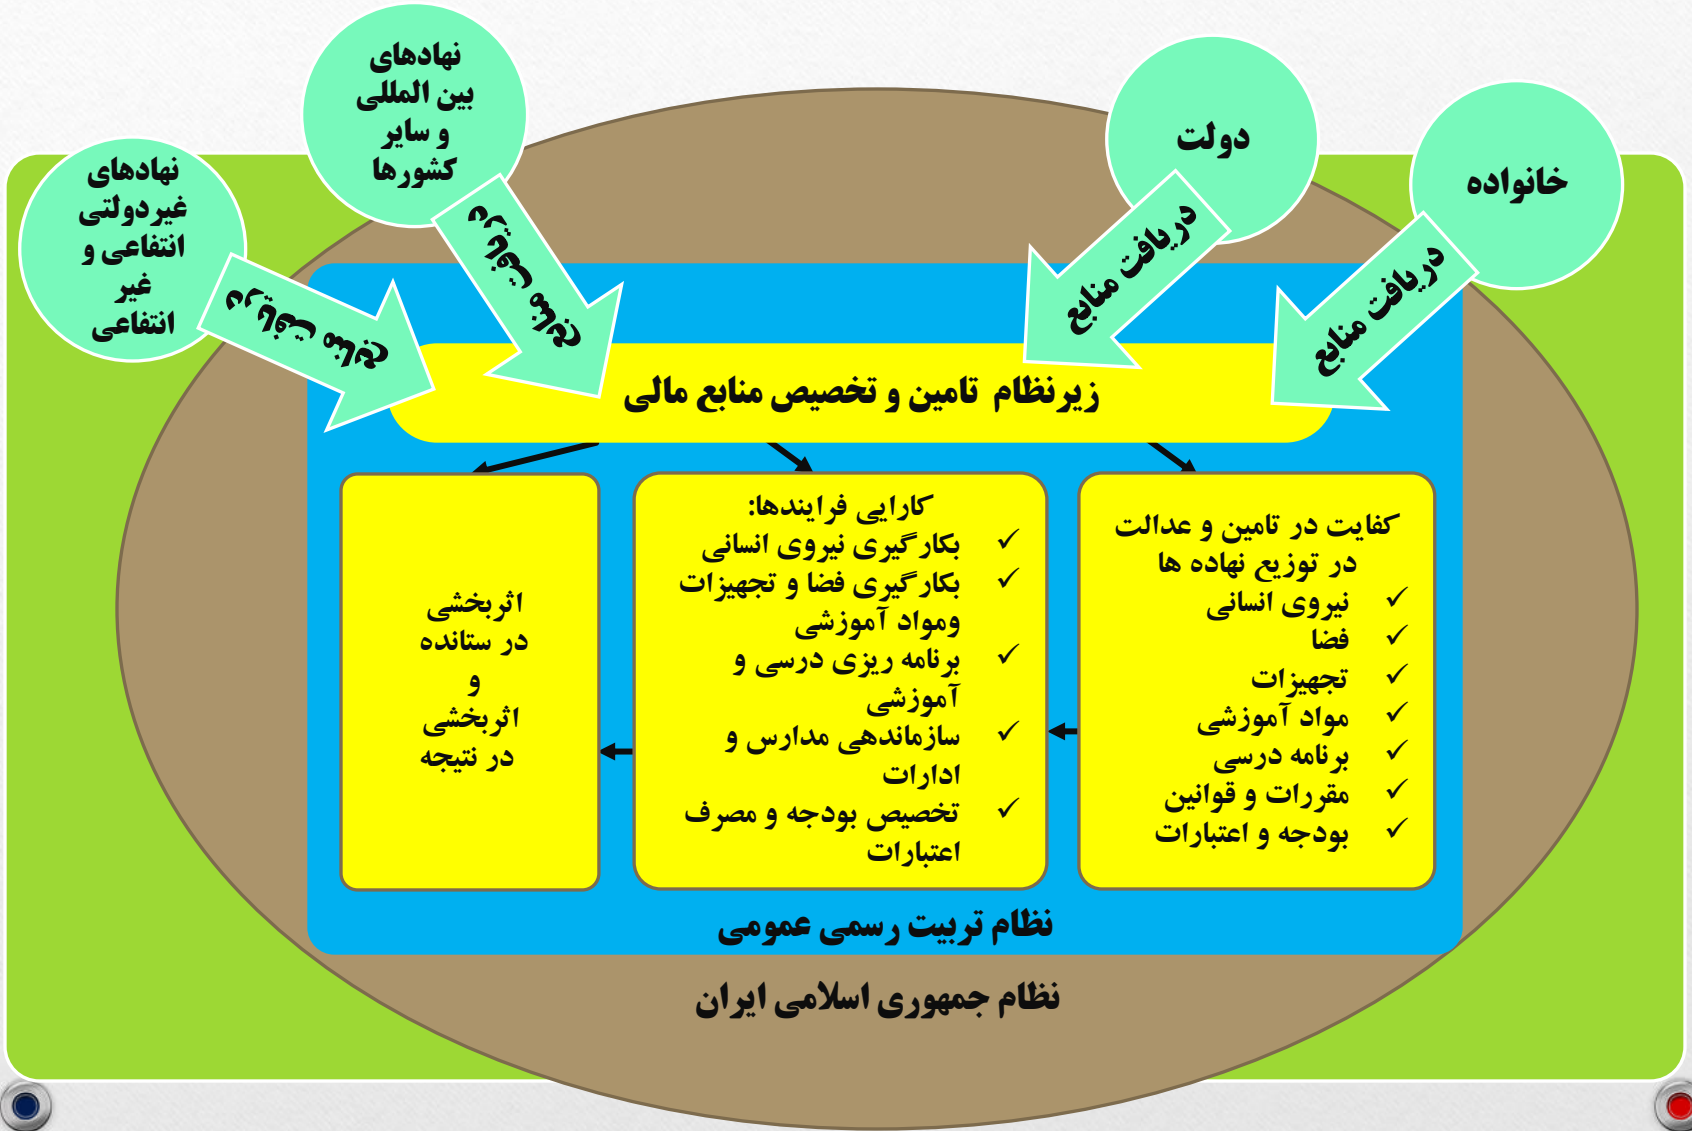 خانواده
دولت
نهادهای
بین المللی
و سایر
کشورها
نهادهای
غیردولتی
انتفاعی و
غیر
انتفاعی
دریافت منابع
دریافت منابع
دریافت منابع
دریافت منابع
زیرنظام تامین و تخصیص منابع مالی
کفایت در تامین و عدالت
در توزیع نهاده ها
✓ نیروی انسانی
✓ فضا
✓ تجهیزات
✓ مواد آموزشی
✓ برنامه درسی
✓ مقررات و قوانین
✓ بودجه و اعتبارات
کارایی فرایندها:
✓ بکارگیری نیروی انسانی
✓ بکارگیری فضا و تجهیزات
ومواد آموزشی
✓ برنامه ریزی درسی و
آموزشی
✓ سازماندهی مدارس و
ادارات
✓ تخصیص بودجه و مصرف
اعتبارات
اثربخشی
در ستانده
و
اثربخشی
در نتیجه
نظام تربیت رسمی عمومی
نظام جمهوری اسلامی ایران